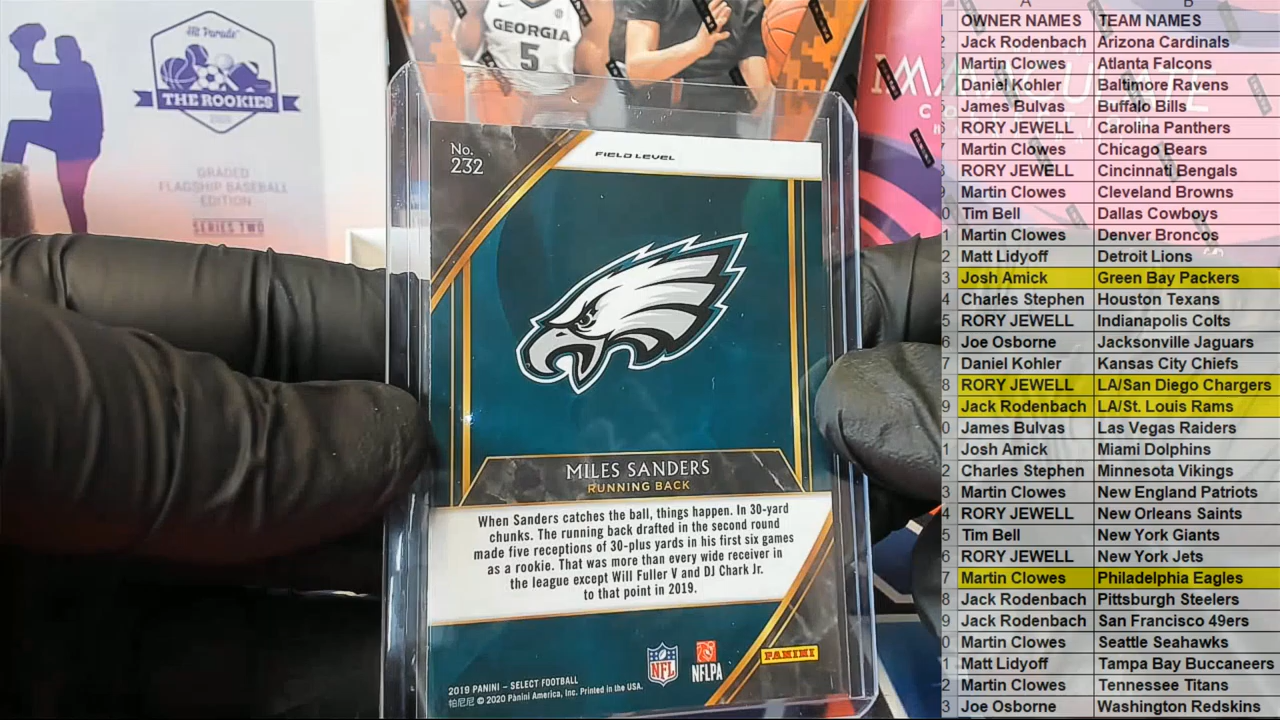 Hit Parade
THE ROOKIES
GRADED
FLAGSHIP BASEBALL
EDITION
SERIES TWO
GEORGIA
5
No.
232
FIELD LEVEL
MILES SANDERS
RUNNING BACK
When Sanders catches the ball, things happen. In 30-yard
chunks. The running back drafted in the second round
made five receptions of 30-plus yards in his first six games
as a rookie. That was more than every wide receiver in
the league except Will Fuller V and DJ Chark Jr.
to that point in 2019.
2019 PANINI – SELECT FOOTBALL
帕尼尼 © 2020 Panini America, Inc. Printed in the USA.
NFL
NFLPA
PANINI
A B
OWNER NAMES TEAM NAMES
Jack Rodenbach Arizona Cardinals
Martin Clowes Atlanta Falcons
Daniel Kohler Baltimore Ravens
James Bulvas Buffalo Bills
RORY JEWELL Carolina Panthers
Martin Clowes Chicago Bears
RORY JEWELL Cincinnati Bengals
Martin Clowes Cleveland Browns
Tim Bell Dallas Cowboys
Martin Clowes Denver Broncos
Matt Lidyoff Detroit Lions
Josh Amick Green Bay Packers
Charles Stephen Houston Texans
RORY JEWELL Indianapolis Colts
Joe Osborne Jacksonville Jaguars
Daniel Kohler Kansas City Chiefs
RORY JEWELL LA/San Diego Chargers
Jack Rodenbach LA/St. Louis Rams
James Bulvas Las Vegas Raiders
Josh Amick Miami Dolphins
Charles Stephen Minnesota Vikings
Martin Clowes New England Patriots
RORY JEWELL New Orleans Saints
Tim Bell New York Giants
RORY JEWELL New York Jets
Martin Clowes Philadelphia Eagles
Jack Rodenbach Pittsburgh Steelers
Jack Rodenbach San Francisco 49ers
Martin Clowes Seattle Seahawks
Matt Lidyoff Tampa Bay Buccaneers
Martin Clowes Tennessee Titans
Joe Osborne Washington Redskins